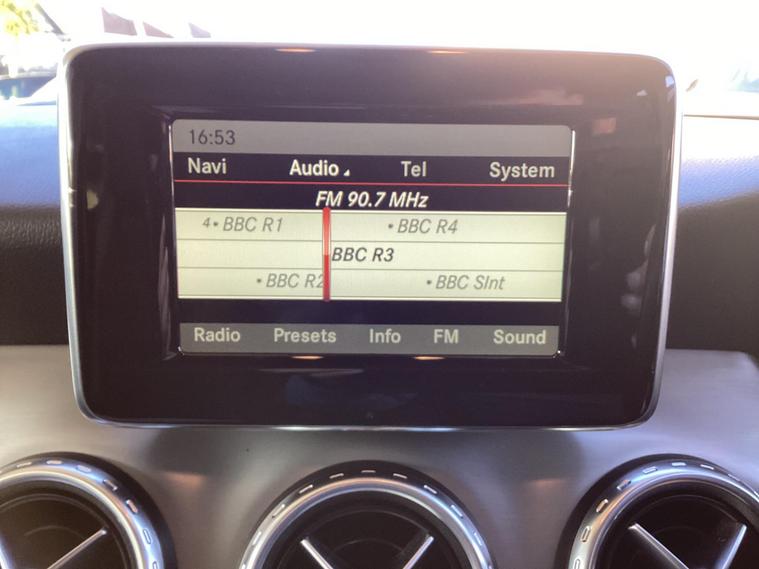 16:53
Navi Audio Tel System
FM 90.7 MHz
4• BBC R1 • BBC R4
BBC R3
• BBC R2 • BBC SInt
Radio Presets Info FM Sound